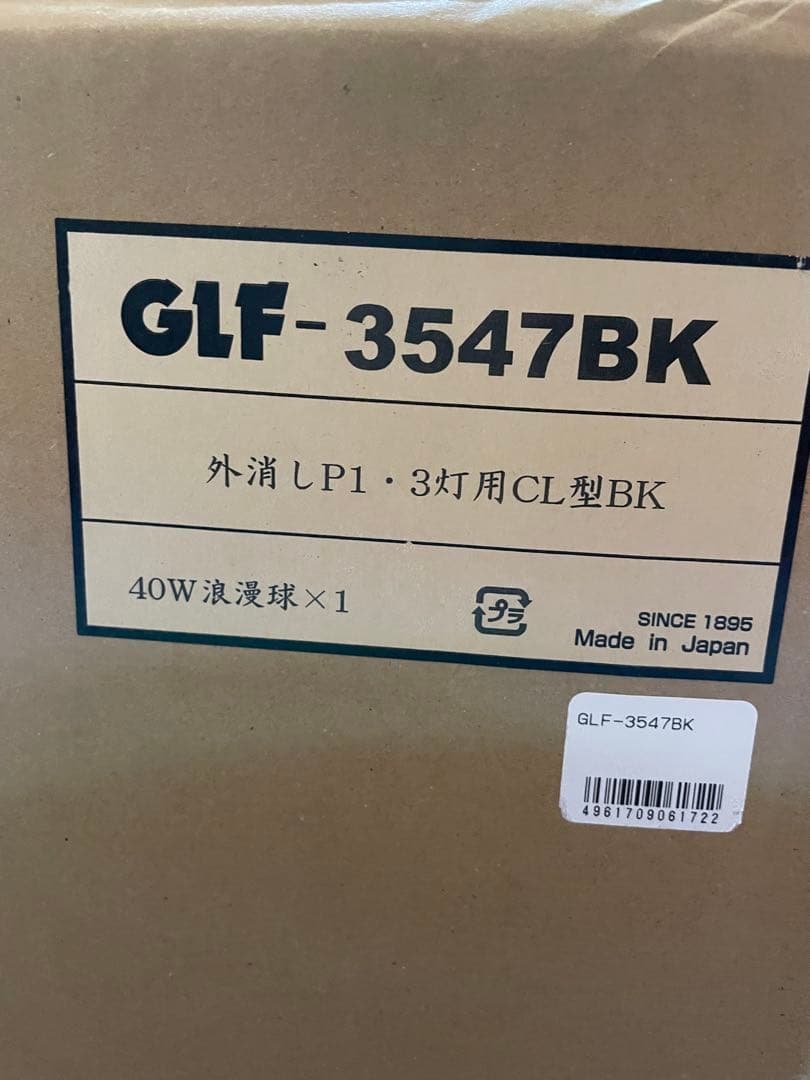 GLF-3547BK
外消しP1・3灯用CL型BK
40W浪漫球×1
プラ
SINCE 1895
Made in Japan
GLF-3547BK
4961709061722